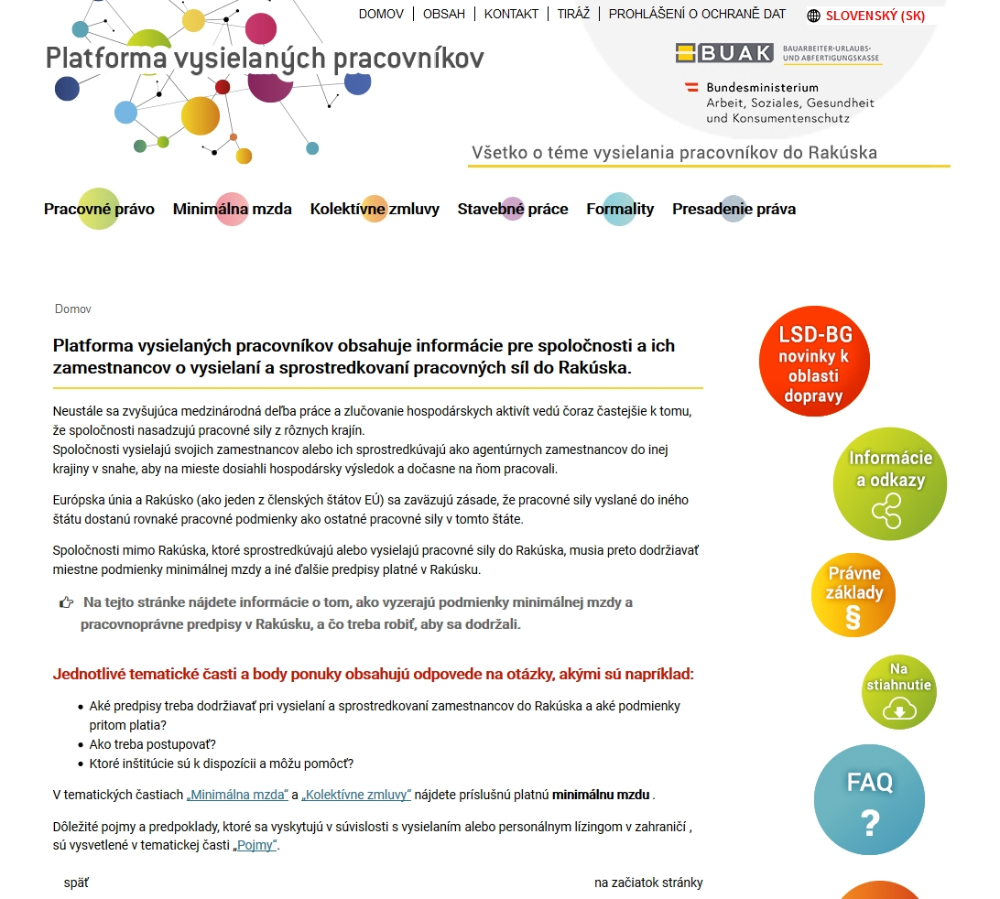 DOMOV | OBSAH | KONTAKT | TIRÁŽ | PROHLÁŠENÍ O OCHRANĚ DAT
SLOVENSKÝ (SK)
Platforma vysielaných pracovníkov
BUAK
BAUARBEITER-URLAUBS-
UND ABFERTIGUNGSKASSE
Bundesministerium
Arbeit, Soziales, Gesundheit
und Konsumentenschutz
Všetko o téme vysielania pracovníkov do Rakúska
Pracovné právo Minimálna mzda Kolektívne zmluvy Stavebné práce Formality Presadenie práva
Domov
Platforma vysielaných pracovníkov obsahuje informácie pre spoločnosti a ich
zamestnancov o vysielaní a sprostredkovaní pracovných síl do Rakúska.
Neustále sa zvyšujúca medzinárodná deľba práce a zlučovanie hospodárskych aktivít vedú čoraz častejšie k tomu,
že spoločnosti nasadzujú pracovné sily z rôznych krajín.
Spoločnosti vysielajú svojich zamestnancov alebo ich sprostredkúvajú ako agentúrnych zamestnancov do inej
krajiny v snahe, aby na mieste dosiahli hospodársky výsledok a dočasne na ňom pracovali.
Európska únia a Rakúsko (ako jeden z členských štátov EÚ) sa zaväzujú zásade, že pracovné sily vyslané do iného
štátu dostanú rovnaké pracovné podmienky ako ostatné pracovné sily v tomto štáte.
Spoločnosti mimo Rakúska, ktoré sprostredkúvajú alebo vysielajú pracovné sily do Rakúska, musia preto dodržiavať
miestne podmienky minimálnej mzdy a iné ďalšie predpisy platné v Rakúsku.
Na tejto stránke nájdete informácie o tom, ako vyzerajú podmienky minimálnej mzdy a
pracovnoprávne predpisy v Rakúsku, a čo treba robiť, aby sa dodržali.
Jednotlivé tematické časti a body ponuky obsahujú odpovede na otázky, akými sú napríklad:
• Aké predpisy treba dodržiavať pri vysielaní a sprostredkovaní zamestnancov do Rakúska a aké podmienky
pritom platia?
• Ako treba postupovať?
• Ktoré inštitúcie sú k dispozícii a môžu pomôcť?
V tematických častiach „Minimálna mzda“ a „Kolektívne zmluvy“ nájdete príslušnú platnú minimálnu mzdu .
Dôležité pojmy a predpoklady, ktoré sa vyskytujú v súvislosti s vysielaním alebo personálnym lízingom v zahraničí ,
sú vysvetlené v tematickej časti „Pojmy“.
späť
na začiatok stránky
LSD-BG
novinky k
oblasti
dopravy
Informácie
a odkazy
Právne
základy
§
Na
stiahnutie
FAQ
?